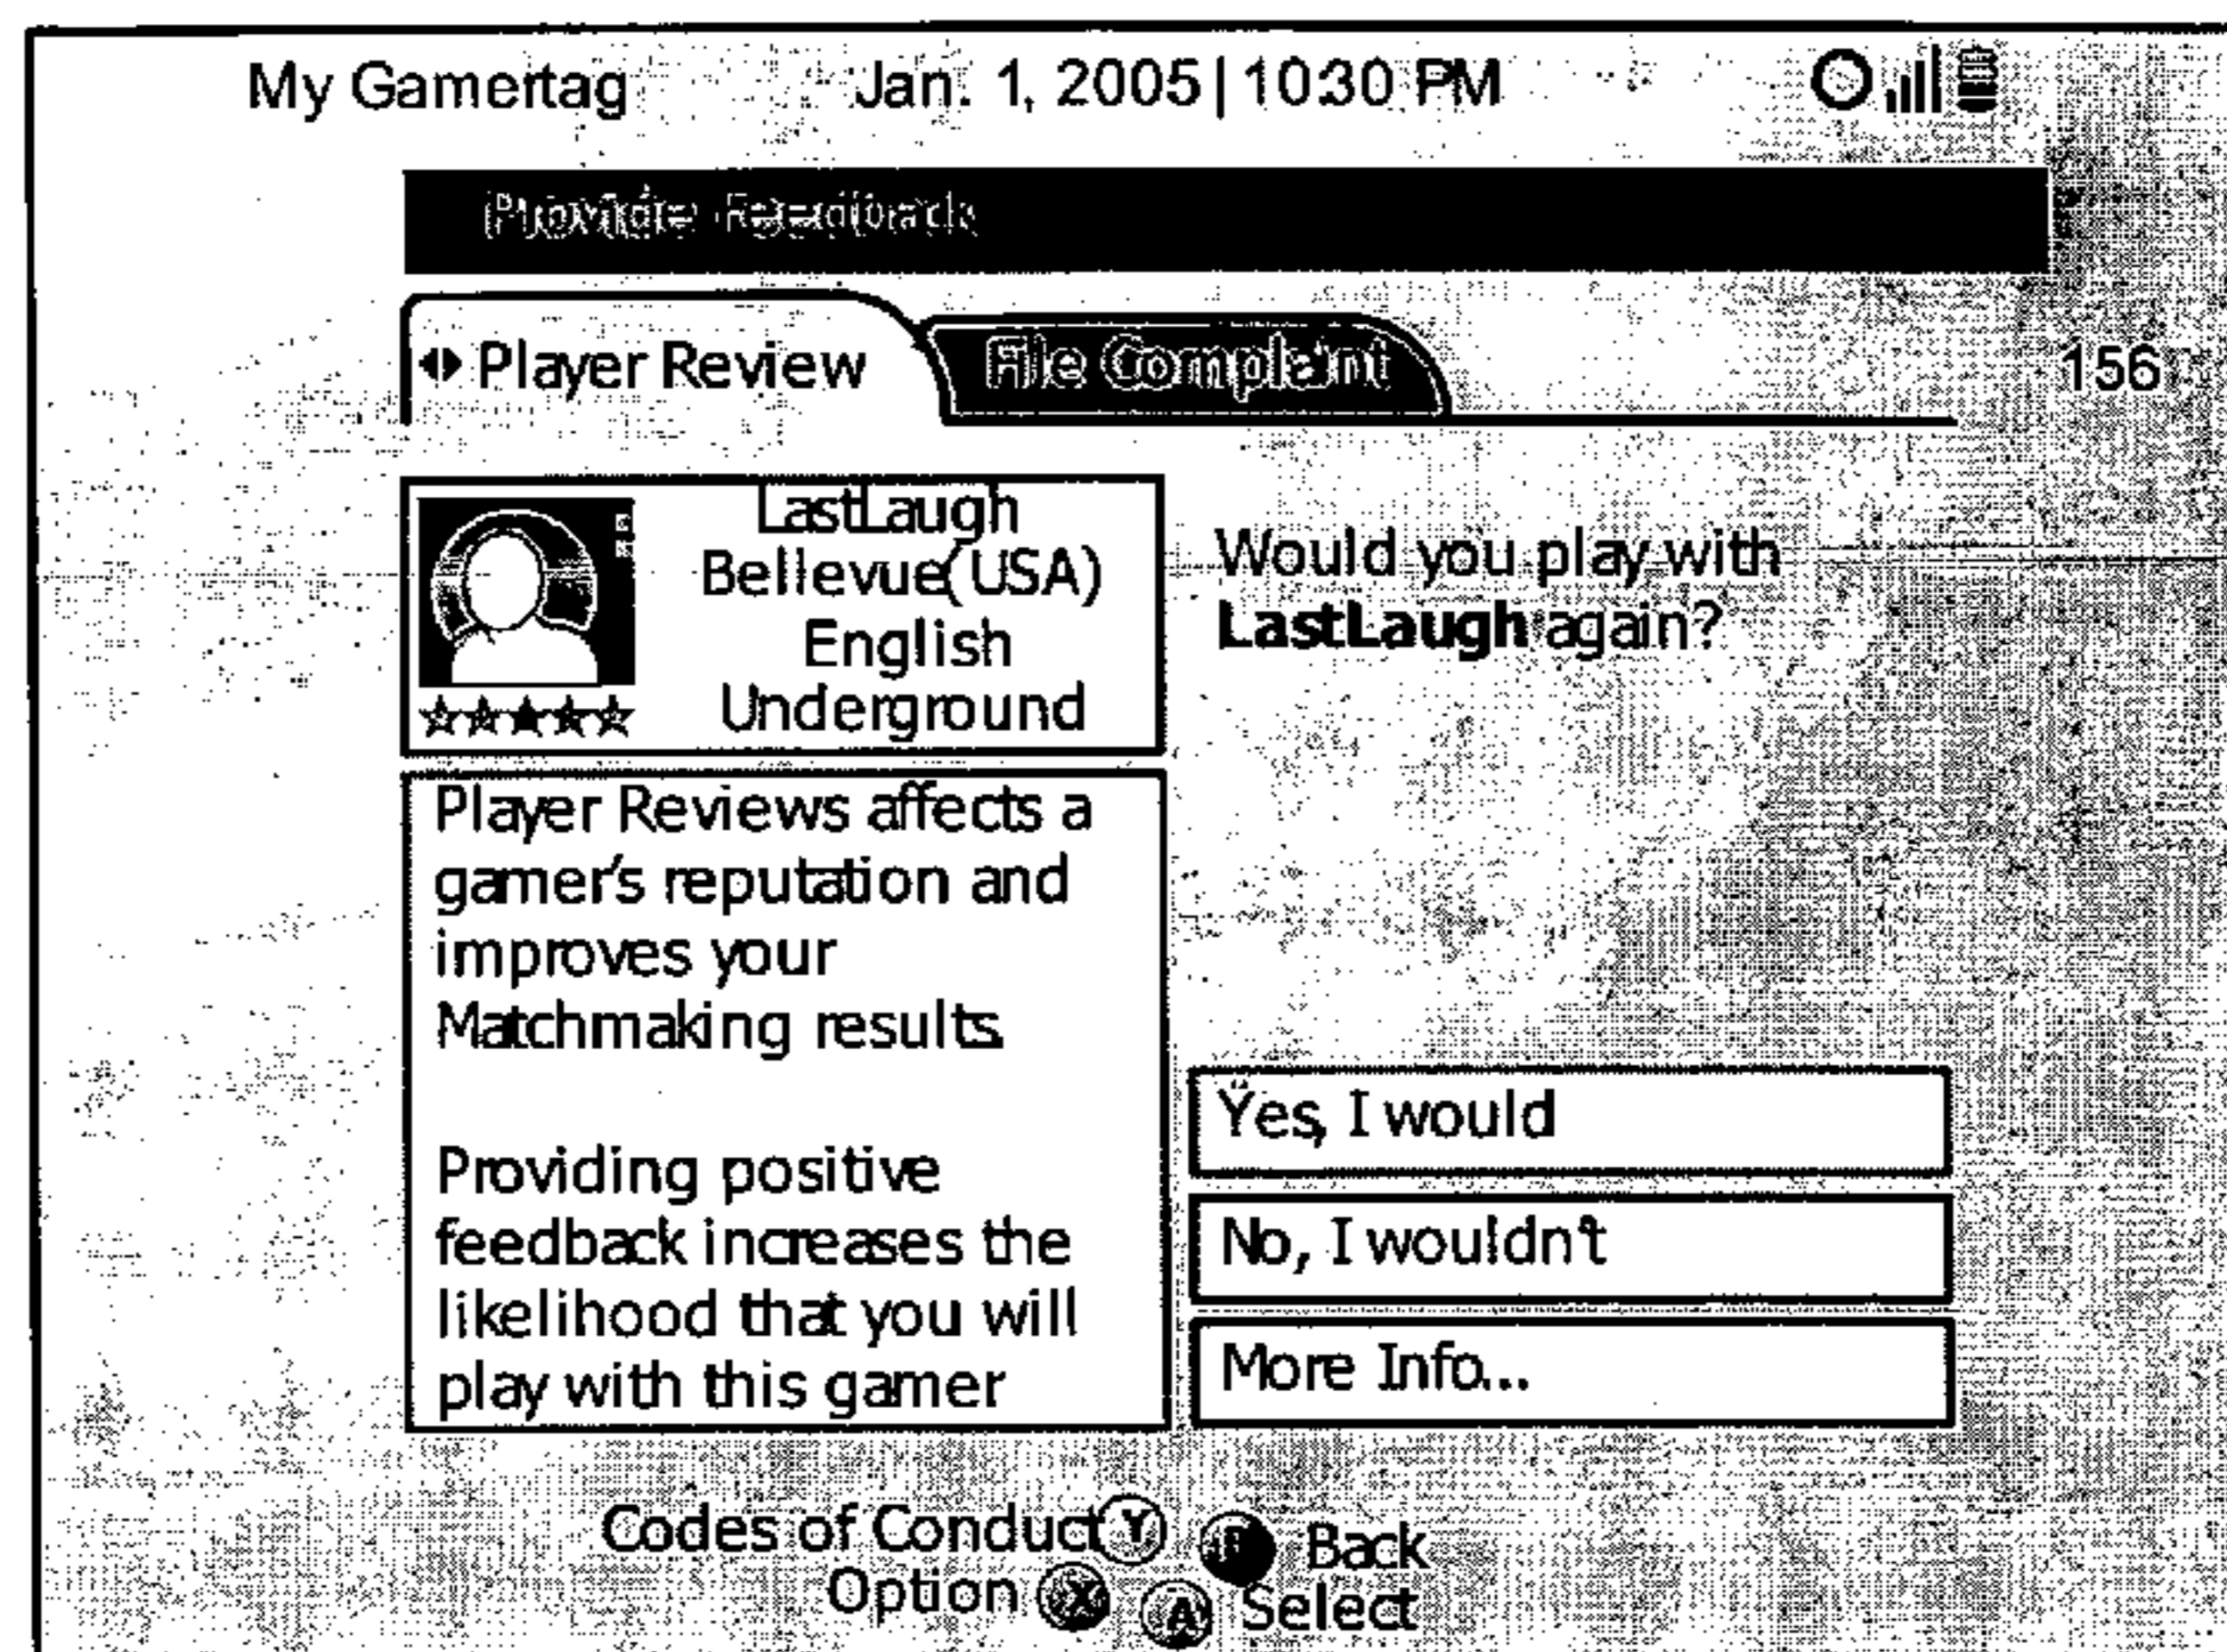 My Gamertag Jan. 1, 2005 | 10:30 PM
Provide Feedback
Player Review File Complaint
156
LastLaugh
Bellevue(USA)
English
Underground
Would you play with
LastLaugh again?
Player Reviews affects a
gamer's reputation and
improves your
Matchmaking results.
Providing positive
feedback increases the
likelihood that you will
play with this gamer
Yes, I would
No, I wouldn't
More Info...
Codes of Conduct Y B Back
Option X A Select